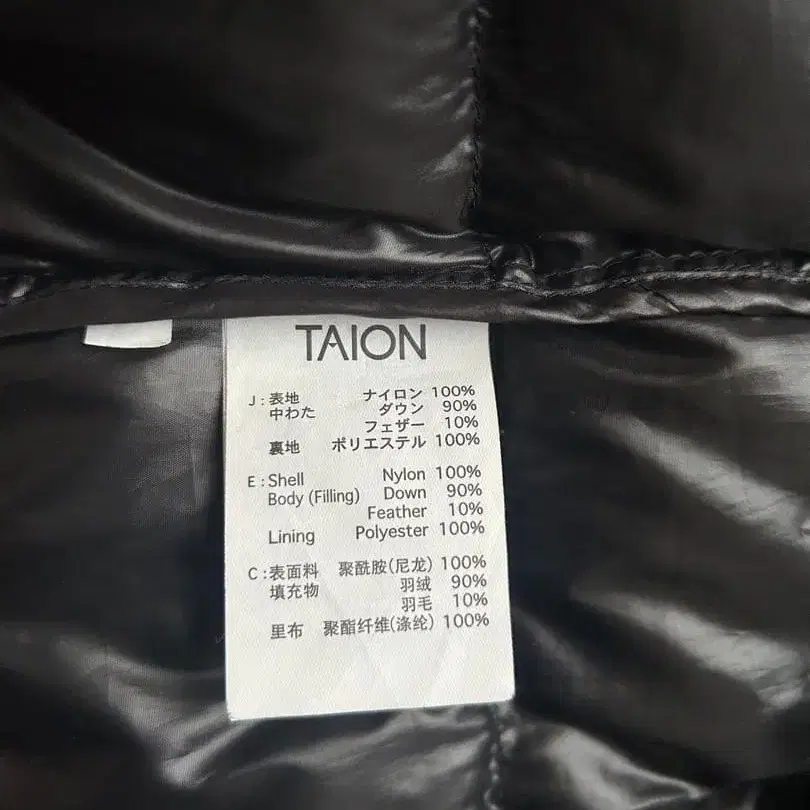 TAION
J : 表地 ナイロン 100%
中わた ダウン 90%
フェザー 10%
裏地 ポリエステル 100%
E : Shell Nylon 100%
Body (Filling) Down 90%
Feather 10%
Lining Polyester 100%
C : 表面料 聚酰胺(尼龙) 100%
填充物 羽绒 90%
羽毛 10%
里布 聚酯纤维(涤纶) 100%